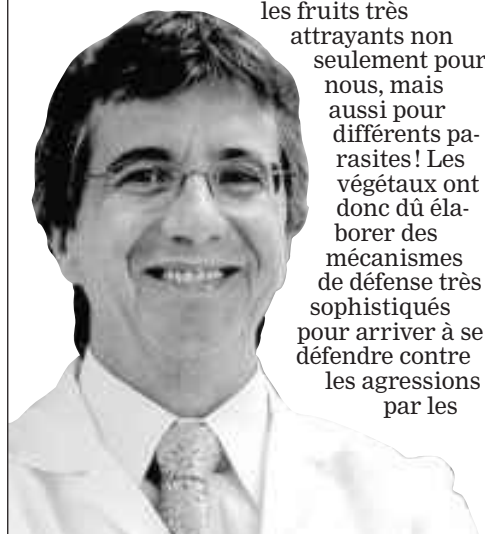 les fruits très
attrayants non
seulement pour
nous, mais
aussi pour
différents pa-
rasites! Les
végétaux ont
donc dû éla-
borer des
mécanismes
de défense très
sophistiqués
pour arriver à se
défendre contre
les agressions
par les